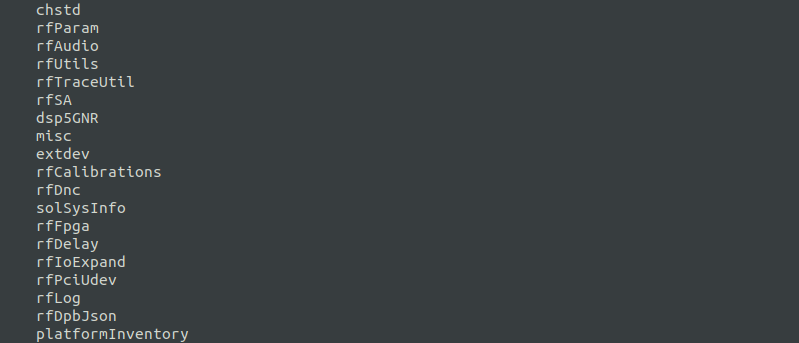 chstd
rfParam
rfAudio
rfUtils
rfTraceUtil
rfSA
dsp5GNR
misc
extdev
rfCalibrations
rfDnc
solSysInfo
rfFpga
rfDelay
rfIoExpand
rfPciUdev
rfLog
rfDpbJson
platformInventory